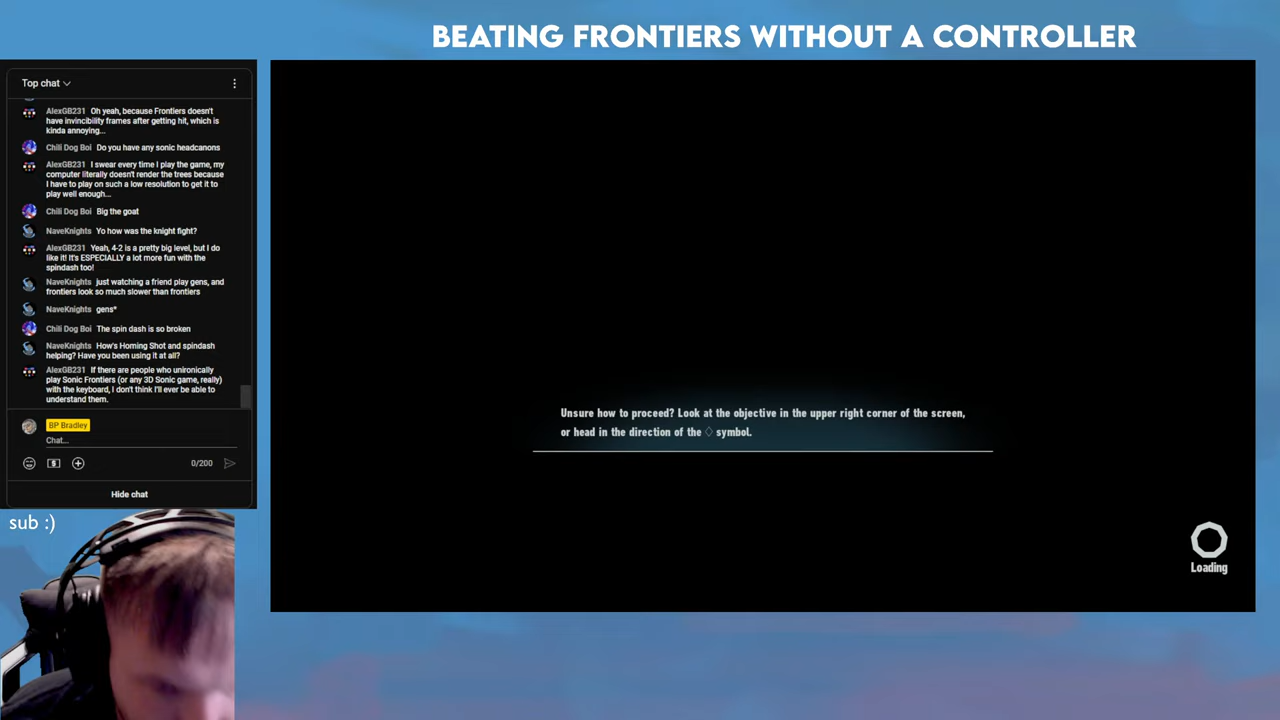 BEATING FRONTIERS WITHOUT A CONTROLLER
Top chat
AlexGB231 Oh yeah, because Frontiers doesn't
have invincibility frames after getting hit, which is
kinda annoying...
Chili Dog Boi Do you have any sonic headcanons
AlexGB231 I swear every time I play the game, my
computer literally doesn't render the trees because
I have to play on such a low resolution to get it to
play well enough...
Chili Dog Boi Big the goat
NaveKnights Yo how was the knight fight?
AlexGB231 Yeah, 4-2 is a pretty big level, but I do
like it! It's ESPECIALLY a lot more fun with the
spindash too!
NaveKnights just watching a friend play gens, and
frontiers look so much slower than frontiers
NaveKnights gens*
Chili Dog Boi The spin dash is so broken
NaveKnights How's Homing Shot and spindash
helping? Have you been using it at all?
AlexGB231 If there are people who unironically
play Sonic Frontiers (or any 3D Sonic game, really)
with the keyboard, I don't think I'll ever be able to
understand them.
BP Bradley
Chat...
0/200
Hide chat
sub :)
Unsure how to proceed? Look at the objective in the upper right corner of the screen,
or head in the direction of the ♢ symbol.
Loading